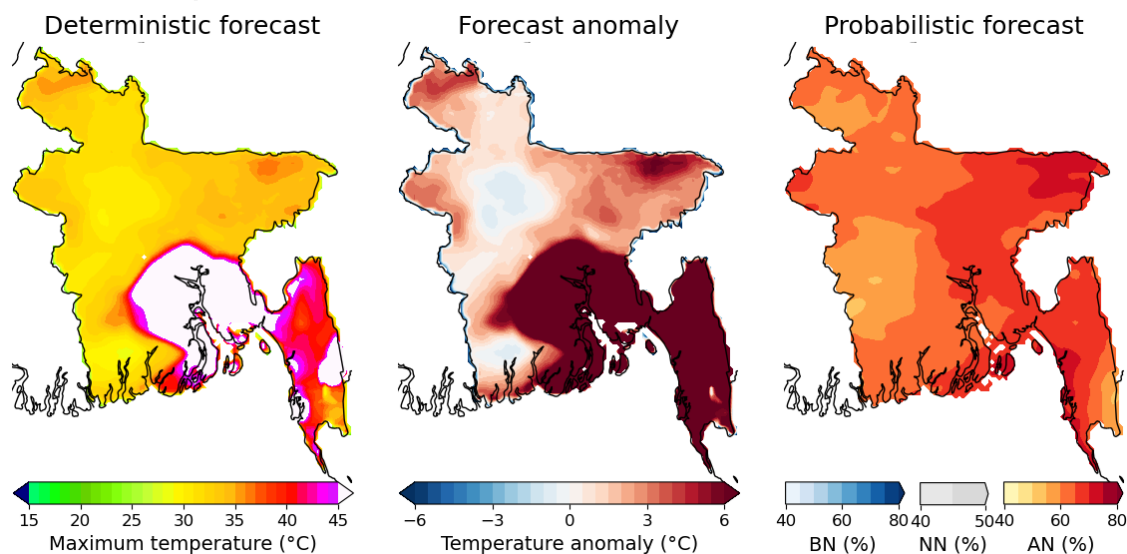 Deterministic forecast
Forecast anomaly
Probabilistic forecast
15 20 25 30 35 40 45
Maximum temperature (°C)
−6 −3 0 3 6
Temperature anomaly (°C)
40 60 80
BN (%)
40 50
NN (%)
40 60 80
AN (%)